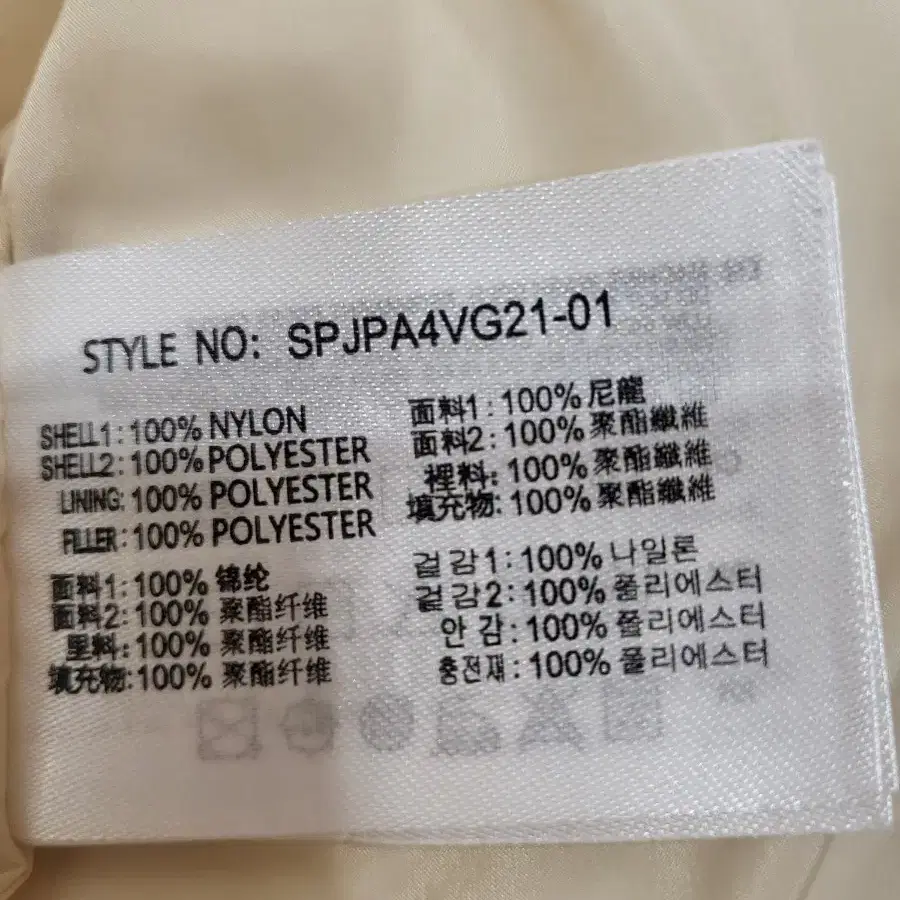 STYLE NO: SPJPA4VG21-01
SHELL1: 100% NYLON
SHELL2: 100% POLYESTER
LINING: 100% POLYESTER
FILLER: 100% POLYESTER
面料1: 100% 尼龍
面料2: 100% 聚酯纖維
裡料: 100% 聚酯纖維
填充物: 100% 聚酯纖維
面料1: 100% 锦纶
面料2: 100% 聚酯纤维
里料: 100% 聚酯纤维
填充物: 100% 聚酯纤维
겉감1: 100% 나일론
겉감2: 100% 폴리에스터
안감: 100% 폴리에스터
충전재: 100% 폴리에스터